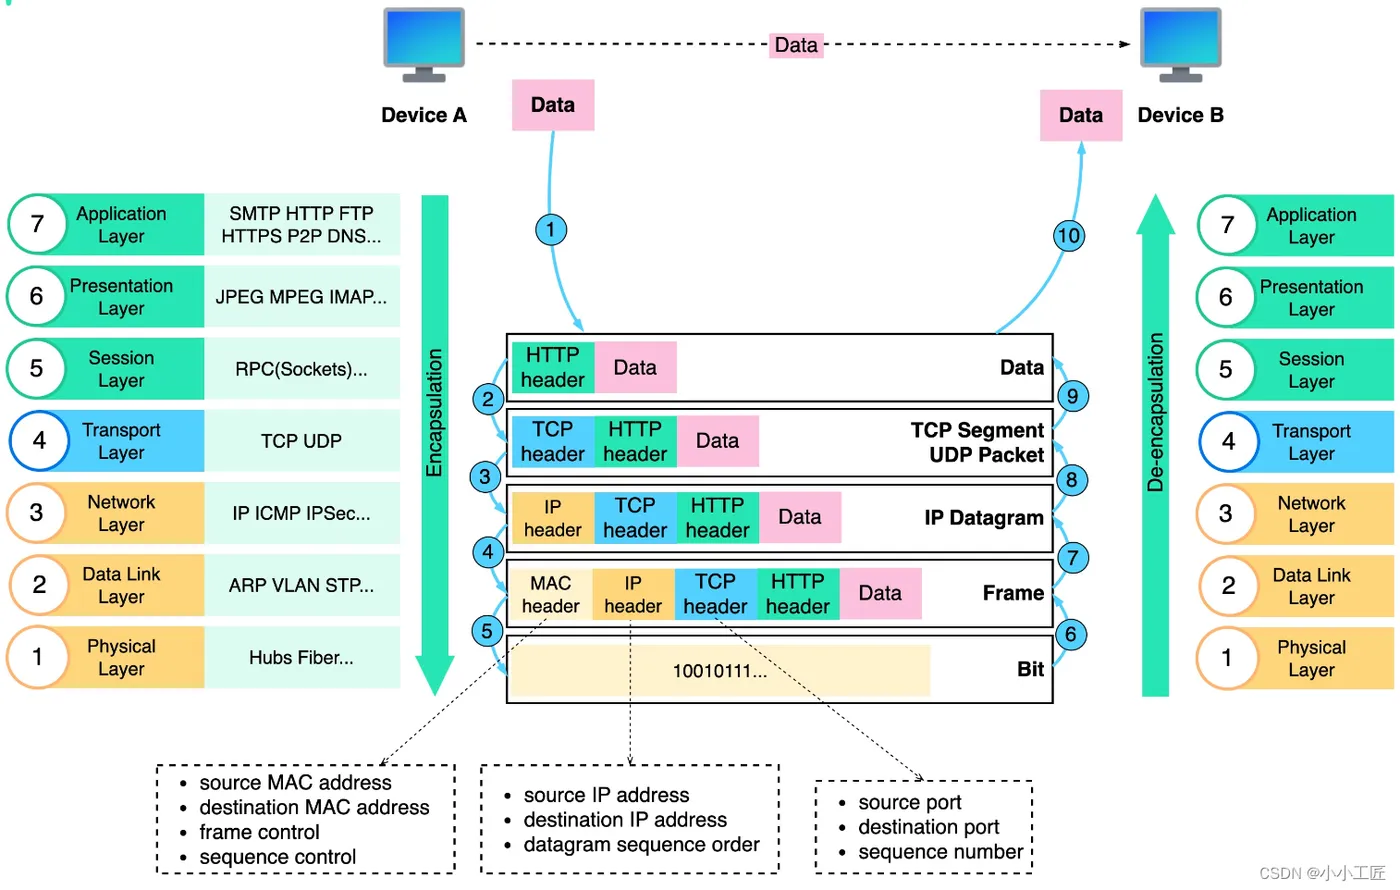 Data
Device A
Data
Data
Device B
1
10
7
Application
Layer
SMTP HTTP FTP
HTTPS P2P DNS...
6
Presentation
Layer
JPEG MPEG IMAP...
5
Session
Layer
RPC(Sockets)...
4
Transport
Layer
TCP UDP
3
Network
Layer
IP ICMP IPSec...
2
Data Link
Layer
ARP VLAN STP...
1
Physical
Layer
Hubs Fiber...
Encapsulation
HTTP
header
Data
Data
2
9
TCP
header
HTTP
header
Data
TCP Segment
UDP Packet
3
8
IP
header
TCP
header
HTTP
header
Data
IP Datagram
4
7
MAC
header
IP
header
TCP
header
HTTP
header
Data
Frame
5
6
10010111...
Bit
De-encapsulation
7
Application
Layer
6
Presentation
Layer
5
Session
Layer
4
Transport
Layer
3
Network
Layer
2
Data Link
Layer
1
Physical
Layer
• source MAC address
• destination MAC address
• frame control
• sequence control
• source IP address
• destination IP address
• datagram sequence order
• source port
• destination port
• sequence number
CSDN @小小工匠